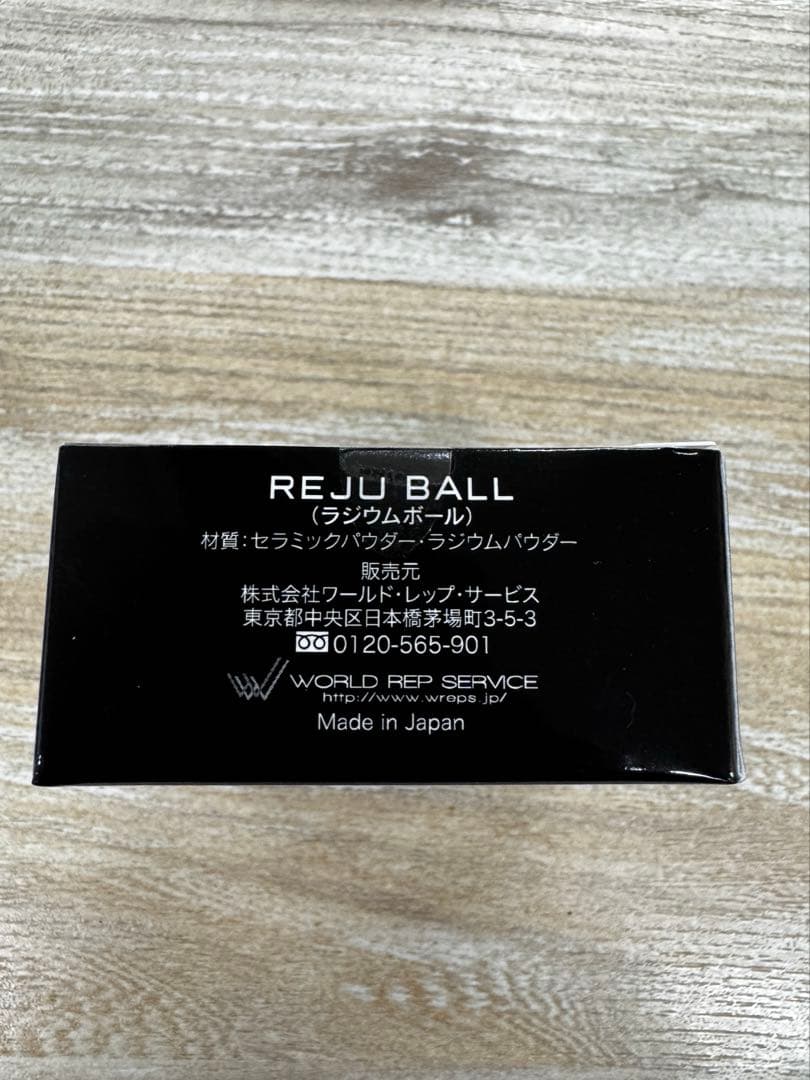 REJU BALL
(ラジウムボール)
材質:セラミックパウダー・ラジウムパウダー
販売元
株式会社ワールド・レップ・サービス
東京都中央区日本橋茅場町3-5-3
0120-565-901
WORLD REP SERVICE
http://www.wreps.jp/
Made in Japan